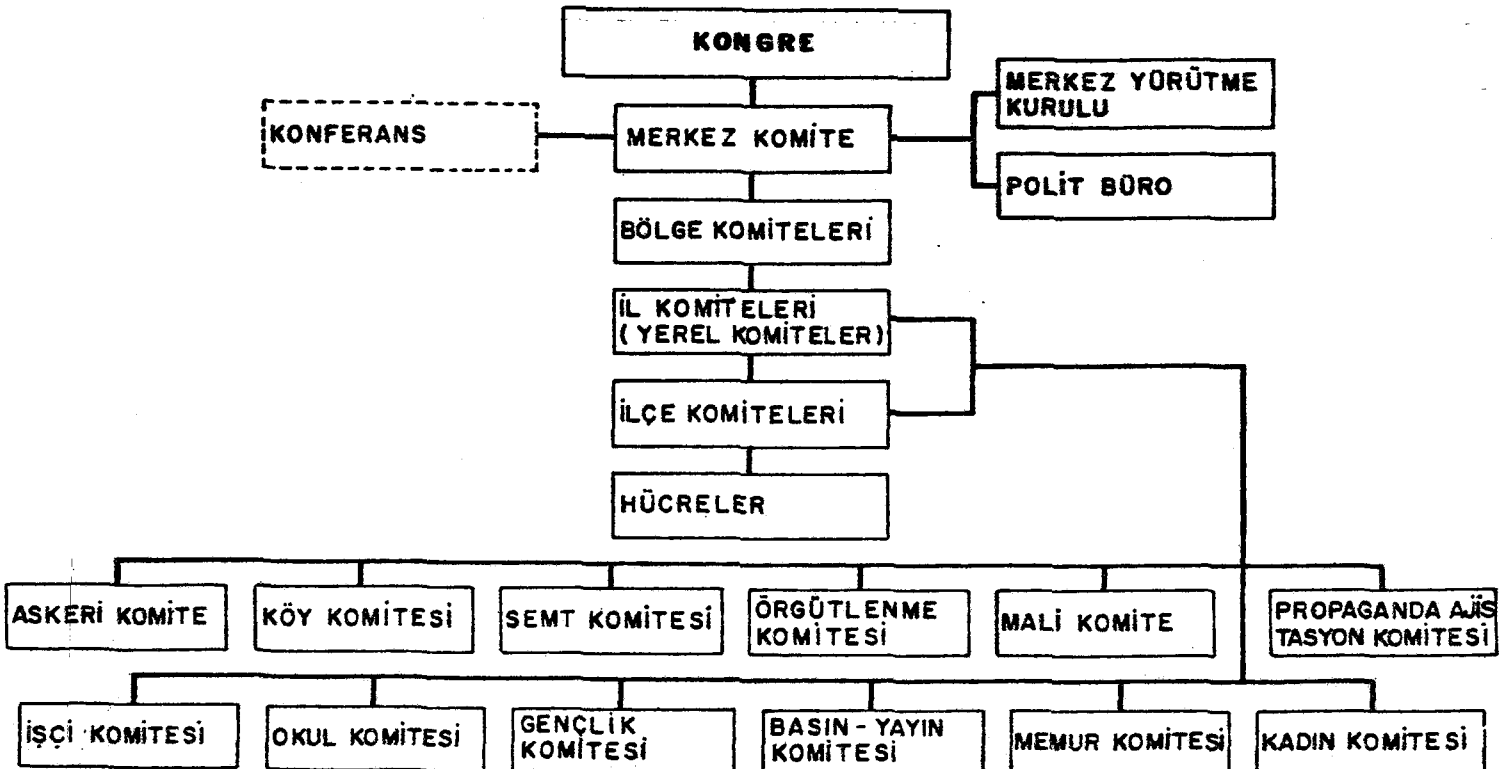 KONGRE
MERKEZ YÜRÜTME
KURULU
KONFERANS
MERKEZ KOMİTE
POLİT BÜRO
BÖLGE KOMİTELERİ
İL KOMİTELERİ
(YEREL KOMİTELER)
İLÇE KOMİTELERİ
HÜCRELER
ASKERİ KOMİTE
KÖY KOMİTESİ
SEMT KOMİTESİ
ÖRGÜTLENME
KOMİTESİ
MALİ KOMİTE
PROPAGANDA AJİS
TASYON KOMİTESİ
İŞÇİ KOMİTESİ
OKUL KOMİTESİ
GENÇLİK
KOMİTESİ
BASIN-YAYIN
KOMİTESİ
MEMUR KOMİTESİ
KADIN KOMİTESİ